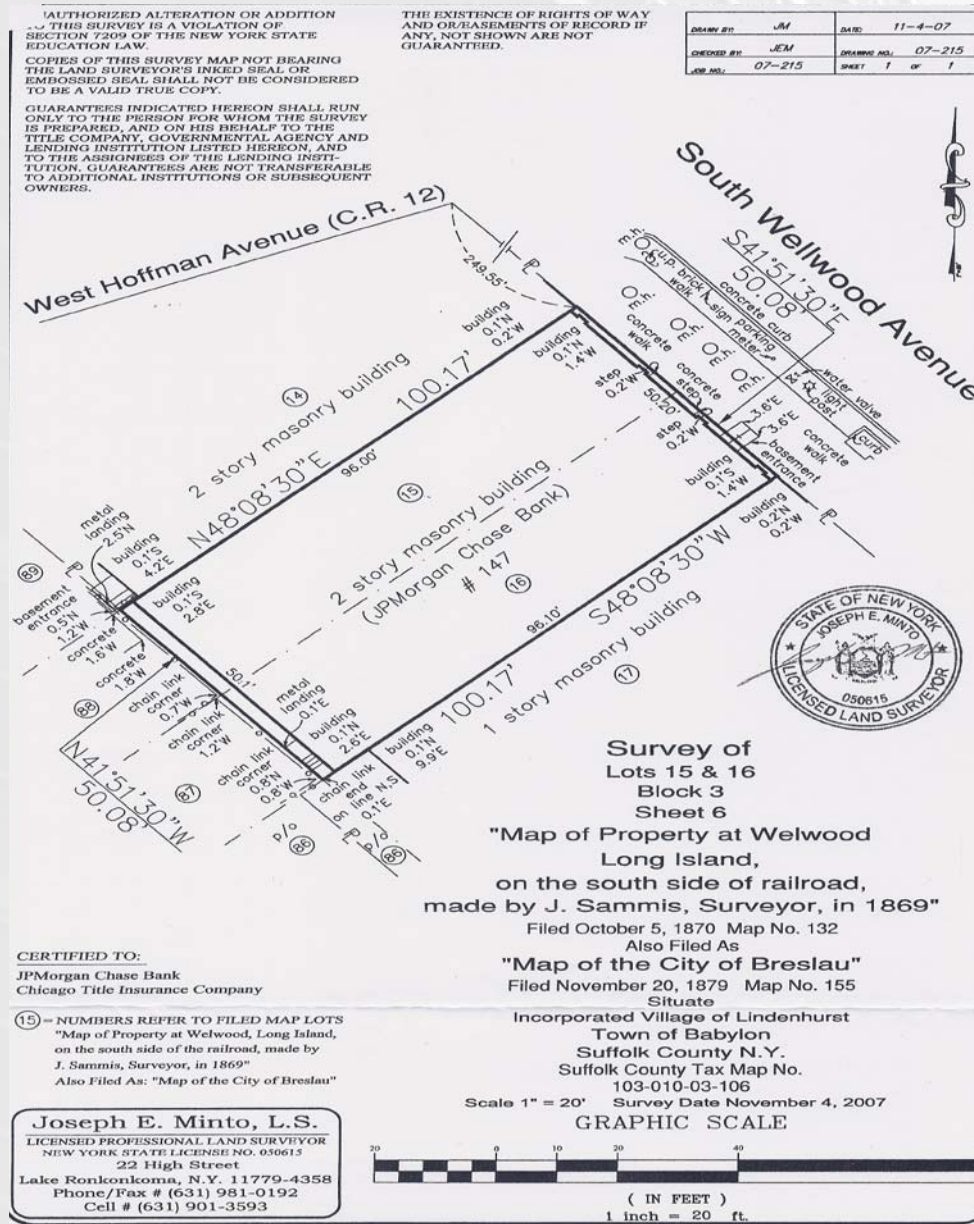 AUTHORIZED ALTERATION OR ADDITION
THIS SURVEY IS A VIOLATION OF
SECTION 7209 OF THE NEW YORK STATE
EDUCATION LAW.
COPIES OF THIS SURVEY MAP NOT BEARING
THE LAND SURVEYOR'S INKED SEAL OR
EMBOSSED SEAL SHALL NOT BE CONSIDERED
TO BE A VALID TRUE COPY.
GUARANTEES INDICATED HEREON SHALL RUN
ONLY TO THE PERSON FOR WHOM THE SURVEY
IS PREPARED, AND ON HIS BEHALF TO THE
TITLE COMPANY, GOVERNMENTAL AGENCY AND
LENDING INSTITUTION LISTED HEREON, AND
TO THE ASSIGNEES OF THE LENDING INSTI-
TUTION. GUARANTEES ARE NOT TRANSFERABLE
TO ADDITIONAL INSTITUTIONS OR SUBSEQUENT
OWNERS.
THE EXISTENCE OF RIGHTS OF WAY
AND OR/EASEMENTS OF RECORD IF
ANY, NOT SHOWN ARE NOT
GUARANTEED.
DRAWN BY: JM DATE: 11-4-07
CHECKED BY: JEM DRAWING NO.: 07-215
JOB NO.: 07-215 SHEET 1 OF 1
West Hoffman Avenue (C.R. 12)
South Wellwood Avenue
249.55'
PL
m.h.
m.h.
u.p. brick walk
sign parking meter
S41°51'30"E
50.08'
concrete curb
m.h.
m.h.
m.h.
concrete walk
water valve
light post
curb
3.6'E
3.6'E
concrete walk
basement entrance
PL
building
0.1'N
0.2'W
building
0.1'N
1.4'W
step
0.2'W
concrete step
50.20'
step
0.2'W
building
0.1'S
1.4'W
building
0.2'N
0.2'W
14
2 story masonry building
N48°08'30"E
100.17'
96.00'
15
2 story masonry building
(JPMorgan Chase Bank)
# 147
16
96.10'
S48°08'30"W
100.17'
1 story masonry building
17
metal landing
2.5'N
building
0.1'S
4.2'E
building
0.1'S
2.8'E
89
PL
basement entrance
0.5'N
1.2'W
concrete
1.6'W
concrete
1.8'W
88
chain link corner
0.7'W
chain link corner
1.2'W
50.1'
metal landing
0.1'E
building
0.1'N
2.6'E
building
0.1'N
9.9'E
chain link corner
0.8'N
0.8'W
chain link end on line N,S
0.1'E
N41°51'30"W
50.08'
87
p/o
86
PL
p/o
86
STATE OF NEW YORK
JOSEPH E. MINTO
050615
LICENSED LAND SURVEYOR
Survey of
Lots 15 & 16
Block 3
Sheet 6
"Map of Property at Welwood
Long Island,
on the south side of railroad,
made by J. Sammis, Surveyor, in 1869"
Filed October 5, 1870 Map No. 132
Also Filed As
"Map of the City of Breslau"
Filed November 20, 1879 Map No. 155
Situate
Incorporated Village of Lindenhurst
Town of Babylon
Suffolk County N.Y.
Suffolk County Tax Map No.
103-010-03-106
Scale 1" = 20' Survey Date November 4, 2007
GRAPHIC SCALE
20 0 10 20 40
( IN FEET )
1 inch = 20 ft.
CERTIFIED TO:
JPMorgan Chase Bank
Chicago Title Insurance Company
15 = NUMBERS REFER TO FILED MAP LOTS
"Map of Property at Welwood, Long Island,
on the south side of the railroad, made by
J. Sammis, Surveyor, in 1869"
Also Filed As: "Map of the City of Breslau"
Joseph E. Minto, L.S.
LICENSED PROFESSIONAL LAND SURVEYOR
NEW YORK STATE LICENSE NO. 050615
22 High Street
Lake Ronkonkoma, N.Y. 11779-4358
Phone/Fax # (631) 981-0192
Cell # (631) 901-3593